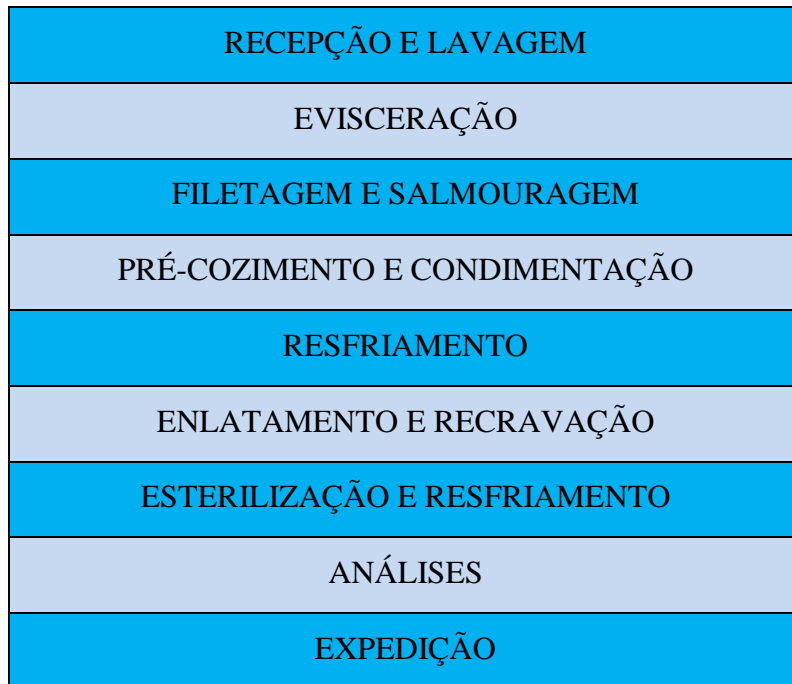 RECEPÇÃO E LAVAGEM
EVISCERAÇÃO
FILETAGEM E SALMOURAGEM
PRÉ-COZIMENTO E CONDIMENTAÇÃO
RESFRIAMENTO
ENLATAMENTO E RECRAVAÇÃO
ESTERILIZAÇÃO E RESFRIAMENTO
ANÁLISES
EXPEDIÇÃO